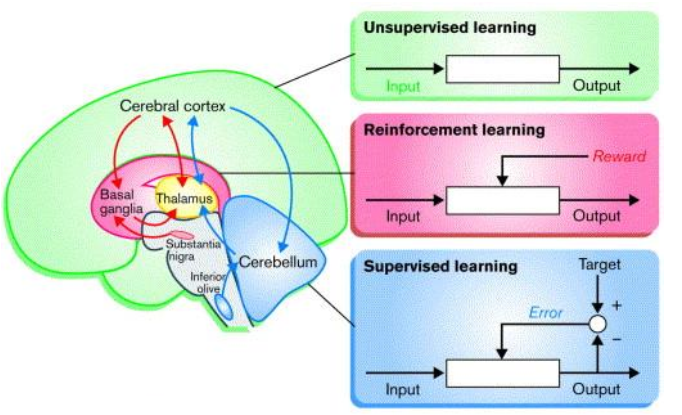 Cerebral cortex
Basal
ganglia
Thalamus
Substantia
nigra
Inferior
olive
Cerebellum
Unsupervised learning
Input
Output
Reinforcement learning
Reward
Input
Output
Supervised learning
Target
Error
+
−
Input
Output